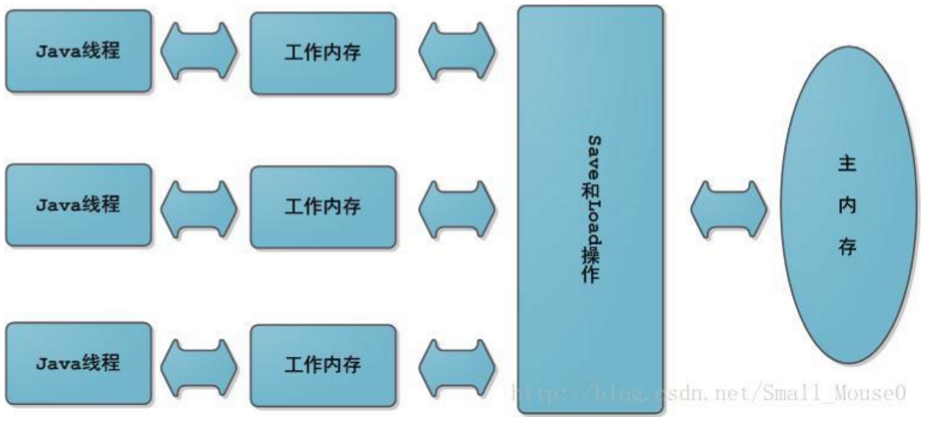 Java线程
工作内存
Java线程
工作内存
Java线程
工作内存
Save和Load操作
主内存
http://blog.csdn.net/Small_Mouse0